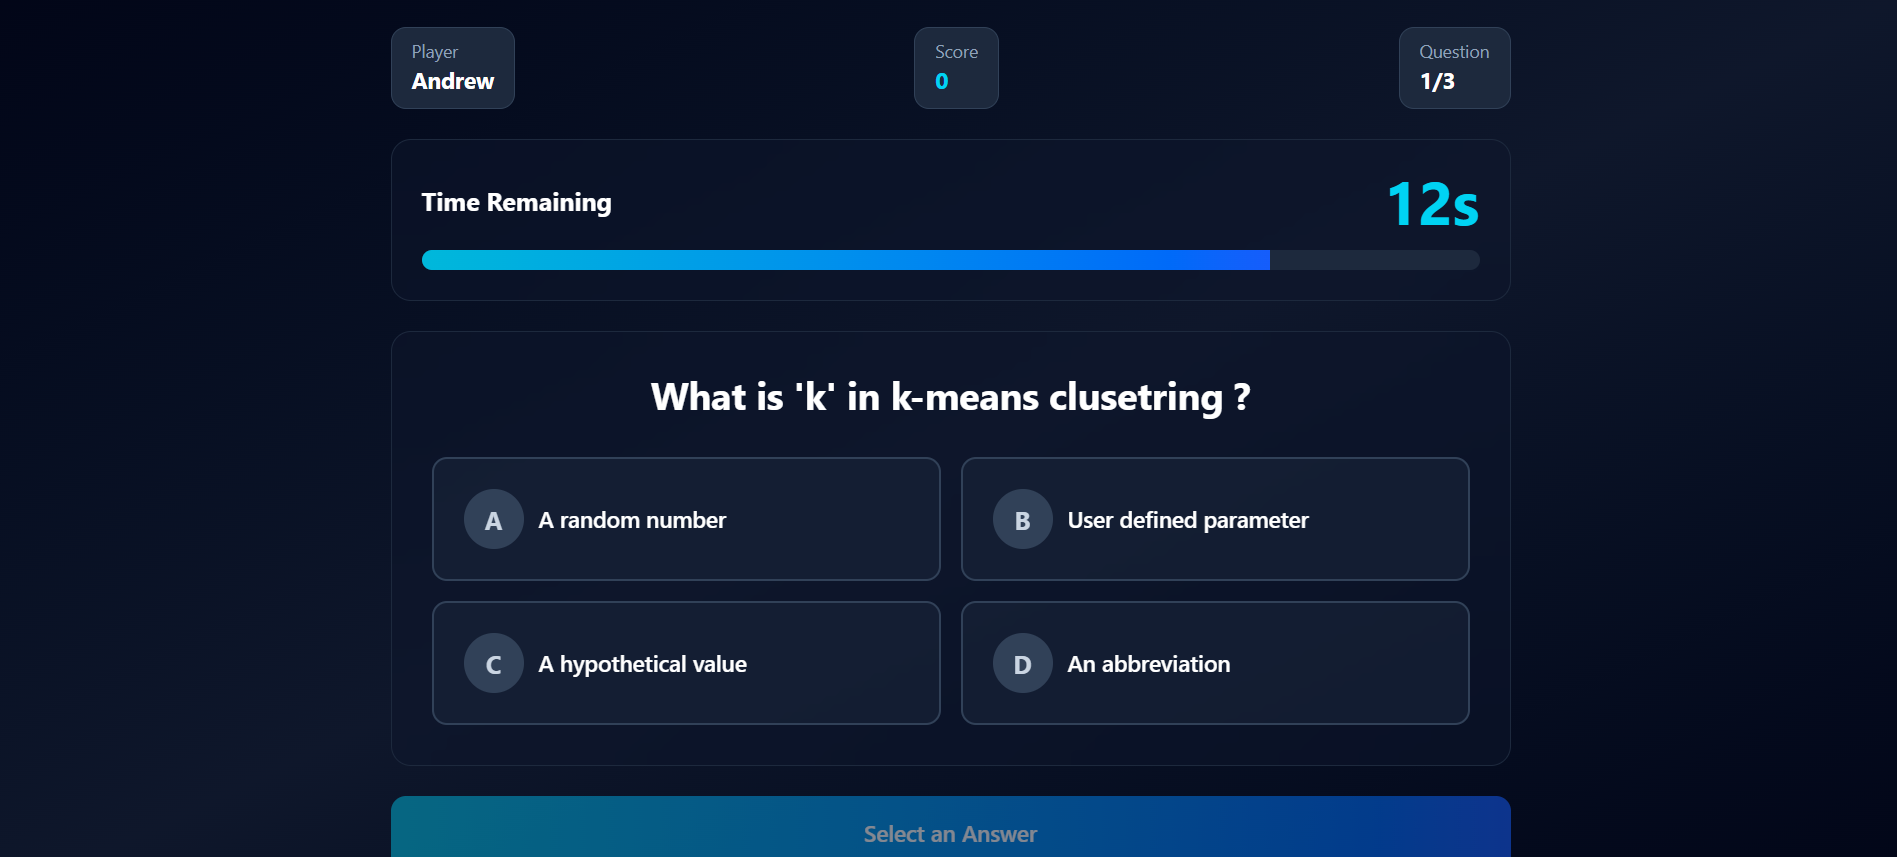 Player
Andrew
Score
0
Question
1/3
Time Remaining
12s
What is 'k' in k-means clusetring ?
A
A random number
B
User defined parameter
C
A hypothetical value
D
An abbreviation
Select an Answer